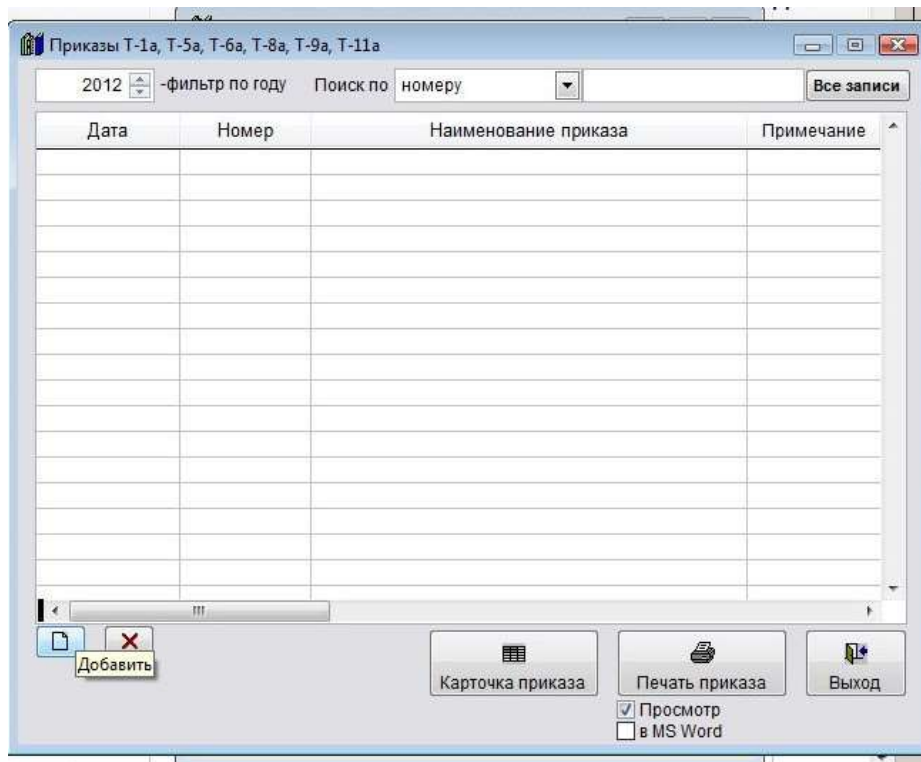 Приказы Т-1а, Т-5а, Т-6а, Т-8а, Т-9а, Т-11а
2012 -фильтр по году Поиск по номеру Все записи
Дата Номер Наименование приказа Примечание
Добавить
Карточка приказа Печать приказа Выход
Просмотр
в MS Word